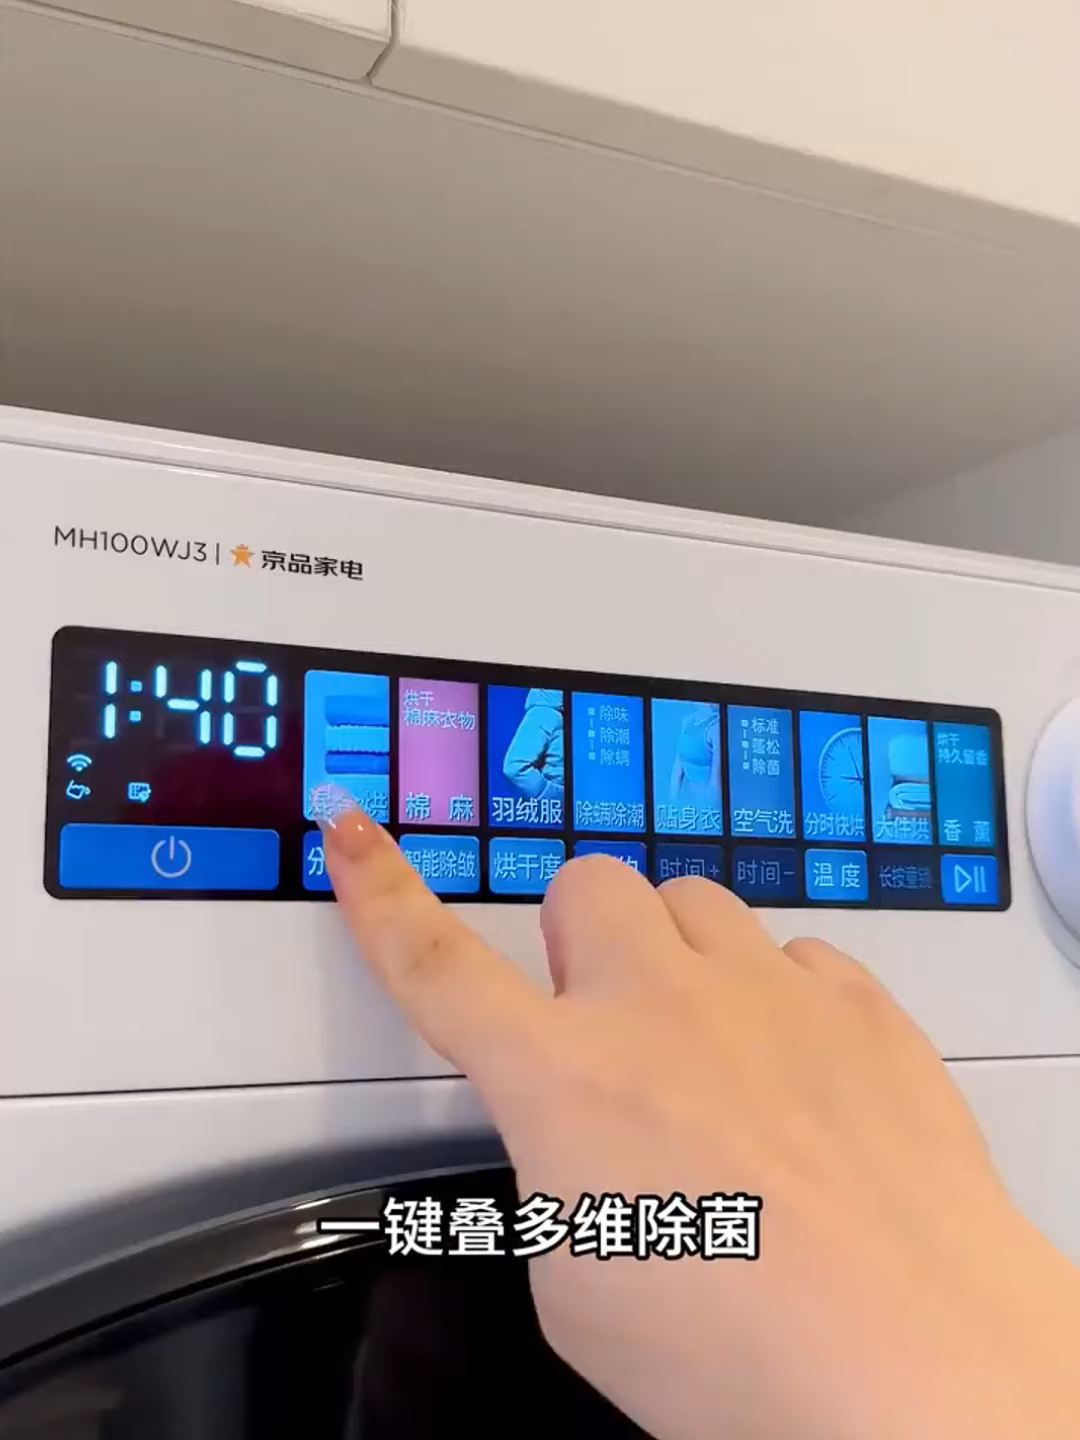 MH100WJ3 | 京品家电
1:40
混合烘
烘干
棉麻衣物
棉 麻
羽绒服
除味
除潮
除螨
除螨除潮
贴身衣
标准
蓬松
除菌
空气洗
分时快烘
大件烘
烘干
持久留香
香 薰
智能除皱
烘干度
时间+
时间-
温度
长按童锁
一键叠多维除菌